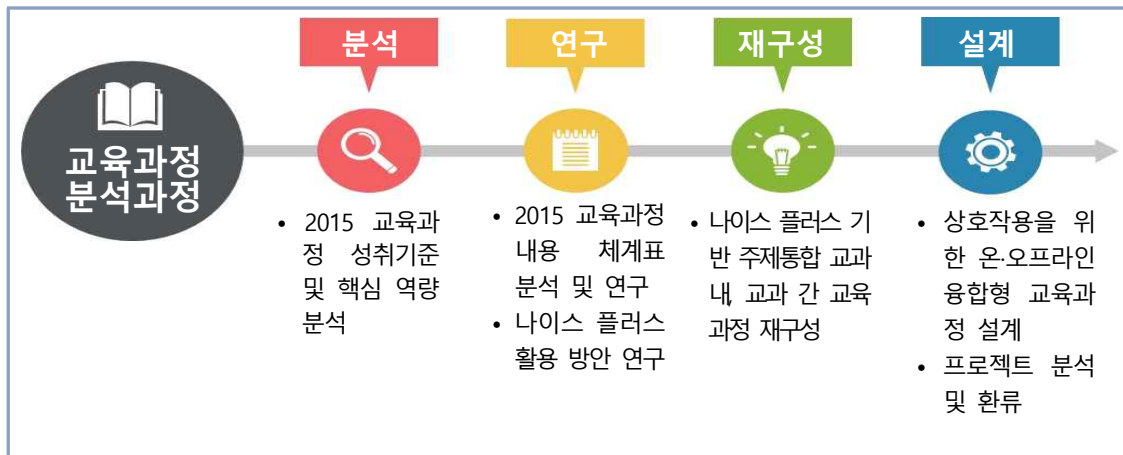 분석
연구
재구성
설계
교육과정
분석과정
• 2015 교육과
정 성취기준
및 핵심 역량
분석
• 2015 교육과정
내용 체계표
분석 및 연구
• 나이스 플러스
활용 방안 연구
• 나이스 플러스 기
반 주제통합 교과
내, 교과 간 교육
과정 재구성
• 상호작용을 위
한 온·오프라인
융합형 교육과
정 설계
• 프로젝트 분석
및 환류